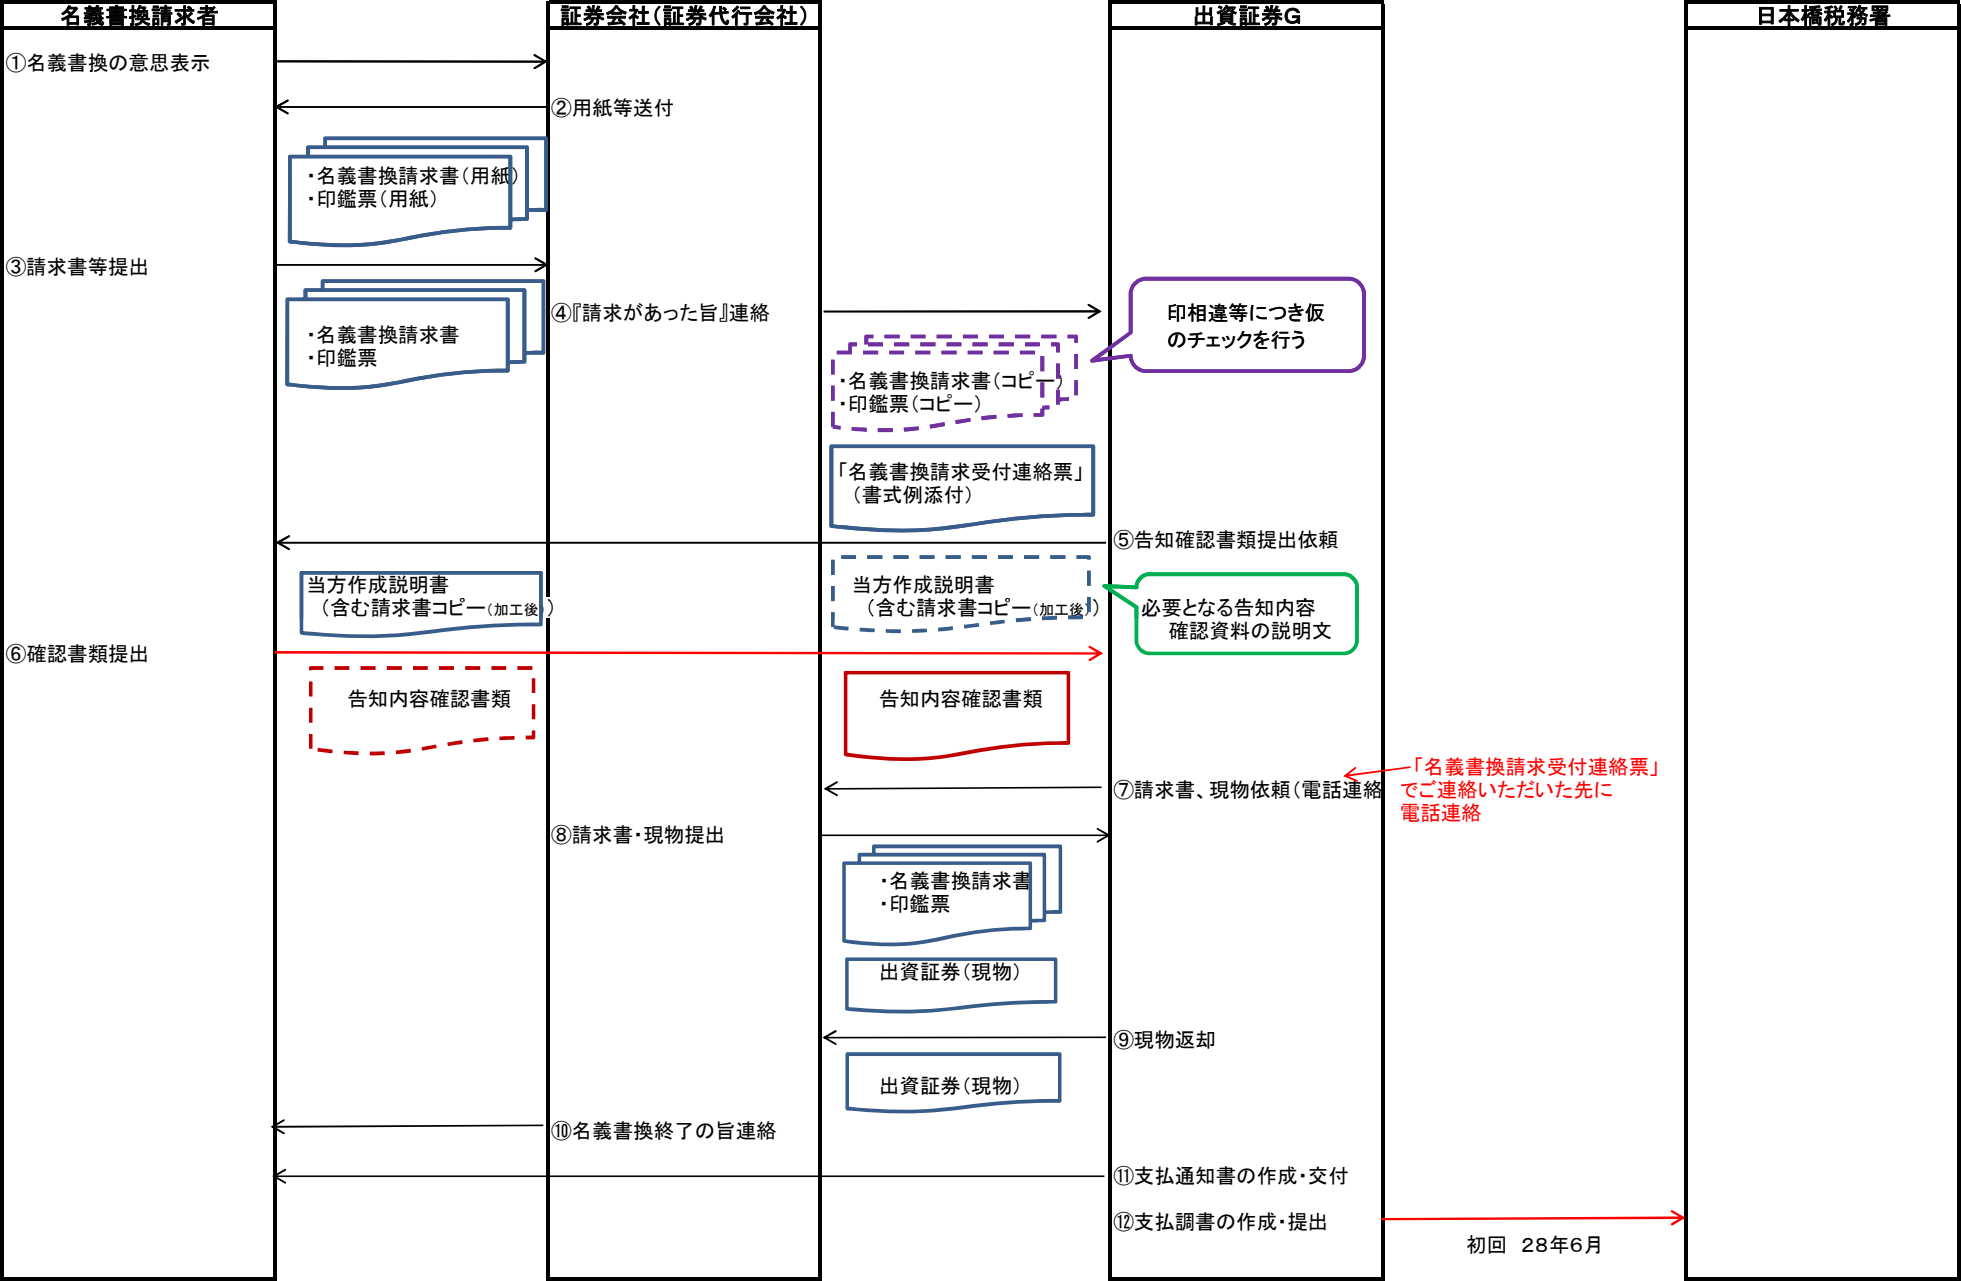 名義書換請求者
証券会社（証券代行会社）
出資証券G
日本橋税務署
①名義書換の意思表示
②用紙等送付
・名義書換請求書（用紙）
・印鑑票（用紙）
③請求書等提出
・名義書換請求書
・印鑑票
④『請求があった旨』連絡
印相違等につき仮
のチェックを行う
・名義書換請求書（コピー）
・印鑑票（コピー）
「名義書換請求受付連絡票」
（書式例添付）
⑤告知確認書類提出依頼
当方作成説明書
（含む請求書コピー（加工後））
当方作成説明書
（含む請求書コピー（加工後））
必要となる告知内容
確認資料の説明文
⑥確認書類提出
告知内容確認書類
告知内容確認書類
⑦請求書、現物依頼（電話連絡
「名義書換請求受付連絡票」
でご連絡いただいた先に
電話連絡
⑧請求書・現物提出
・名義書換請求書
・印鑑票
出資証券（現物）
⑨現物返却
出資証券（現物）
⑩名義書換終了の旨連絡
⑪支払通知書の作成・交付
⑫支払調書の作成・提出
初回　２８年６月